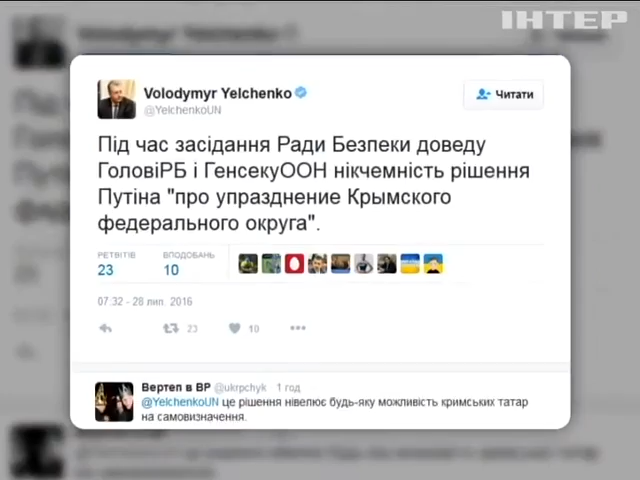 ІНТЕР
Volodymyr Yelchenko
Volodymyr Yelchenko
@YelchenkoUN
Читати
Під час засідання Ради Безпеки доведу
ГоловіРБ і ГенсекуООН нікчемність рішення
Путіна "про упразднение Крымского
федерального округа".
РЕТВІТІВ
23
ВПОДОБАНЬ
10
07:32 - 28 лип. 2016
23
10
Вертеп в ВР @ukrpchyk 1 год
@YelchenkoUN це рішення нівелює будь-яку можливість кримських татар
на самовизначення.